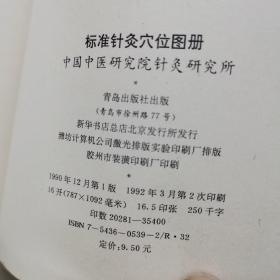 标准针灸穴位图册
中国中医研究院针灸研究所
青岛出版社出版
(青岛市徐州路77号)
新华书店总店北京发行所发行
潍坊计算机公司激光排版实验印刷厂排版
胶州市装潢印刷厂印刷
1990年12月第1版 1992年3月第2次印刷
16开(787×1092毫米) 16.5印张 250千字
印数20281-35400
ISBN 7-5436-0539-2/R·32
定价:9.50元